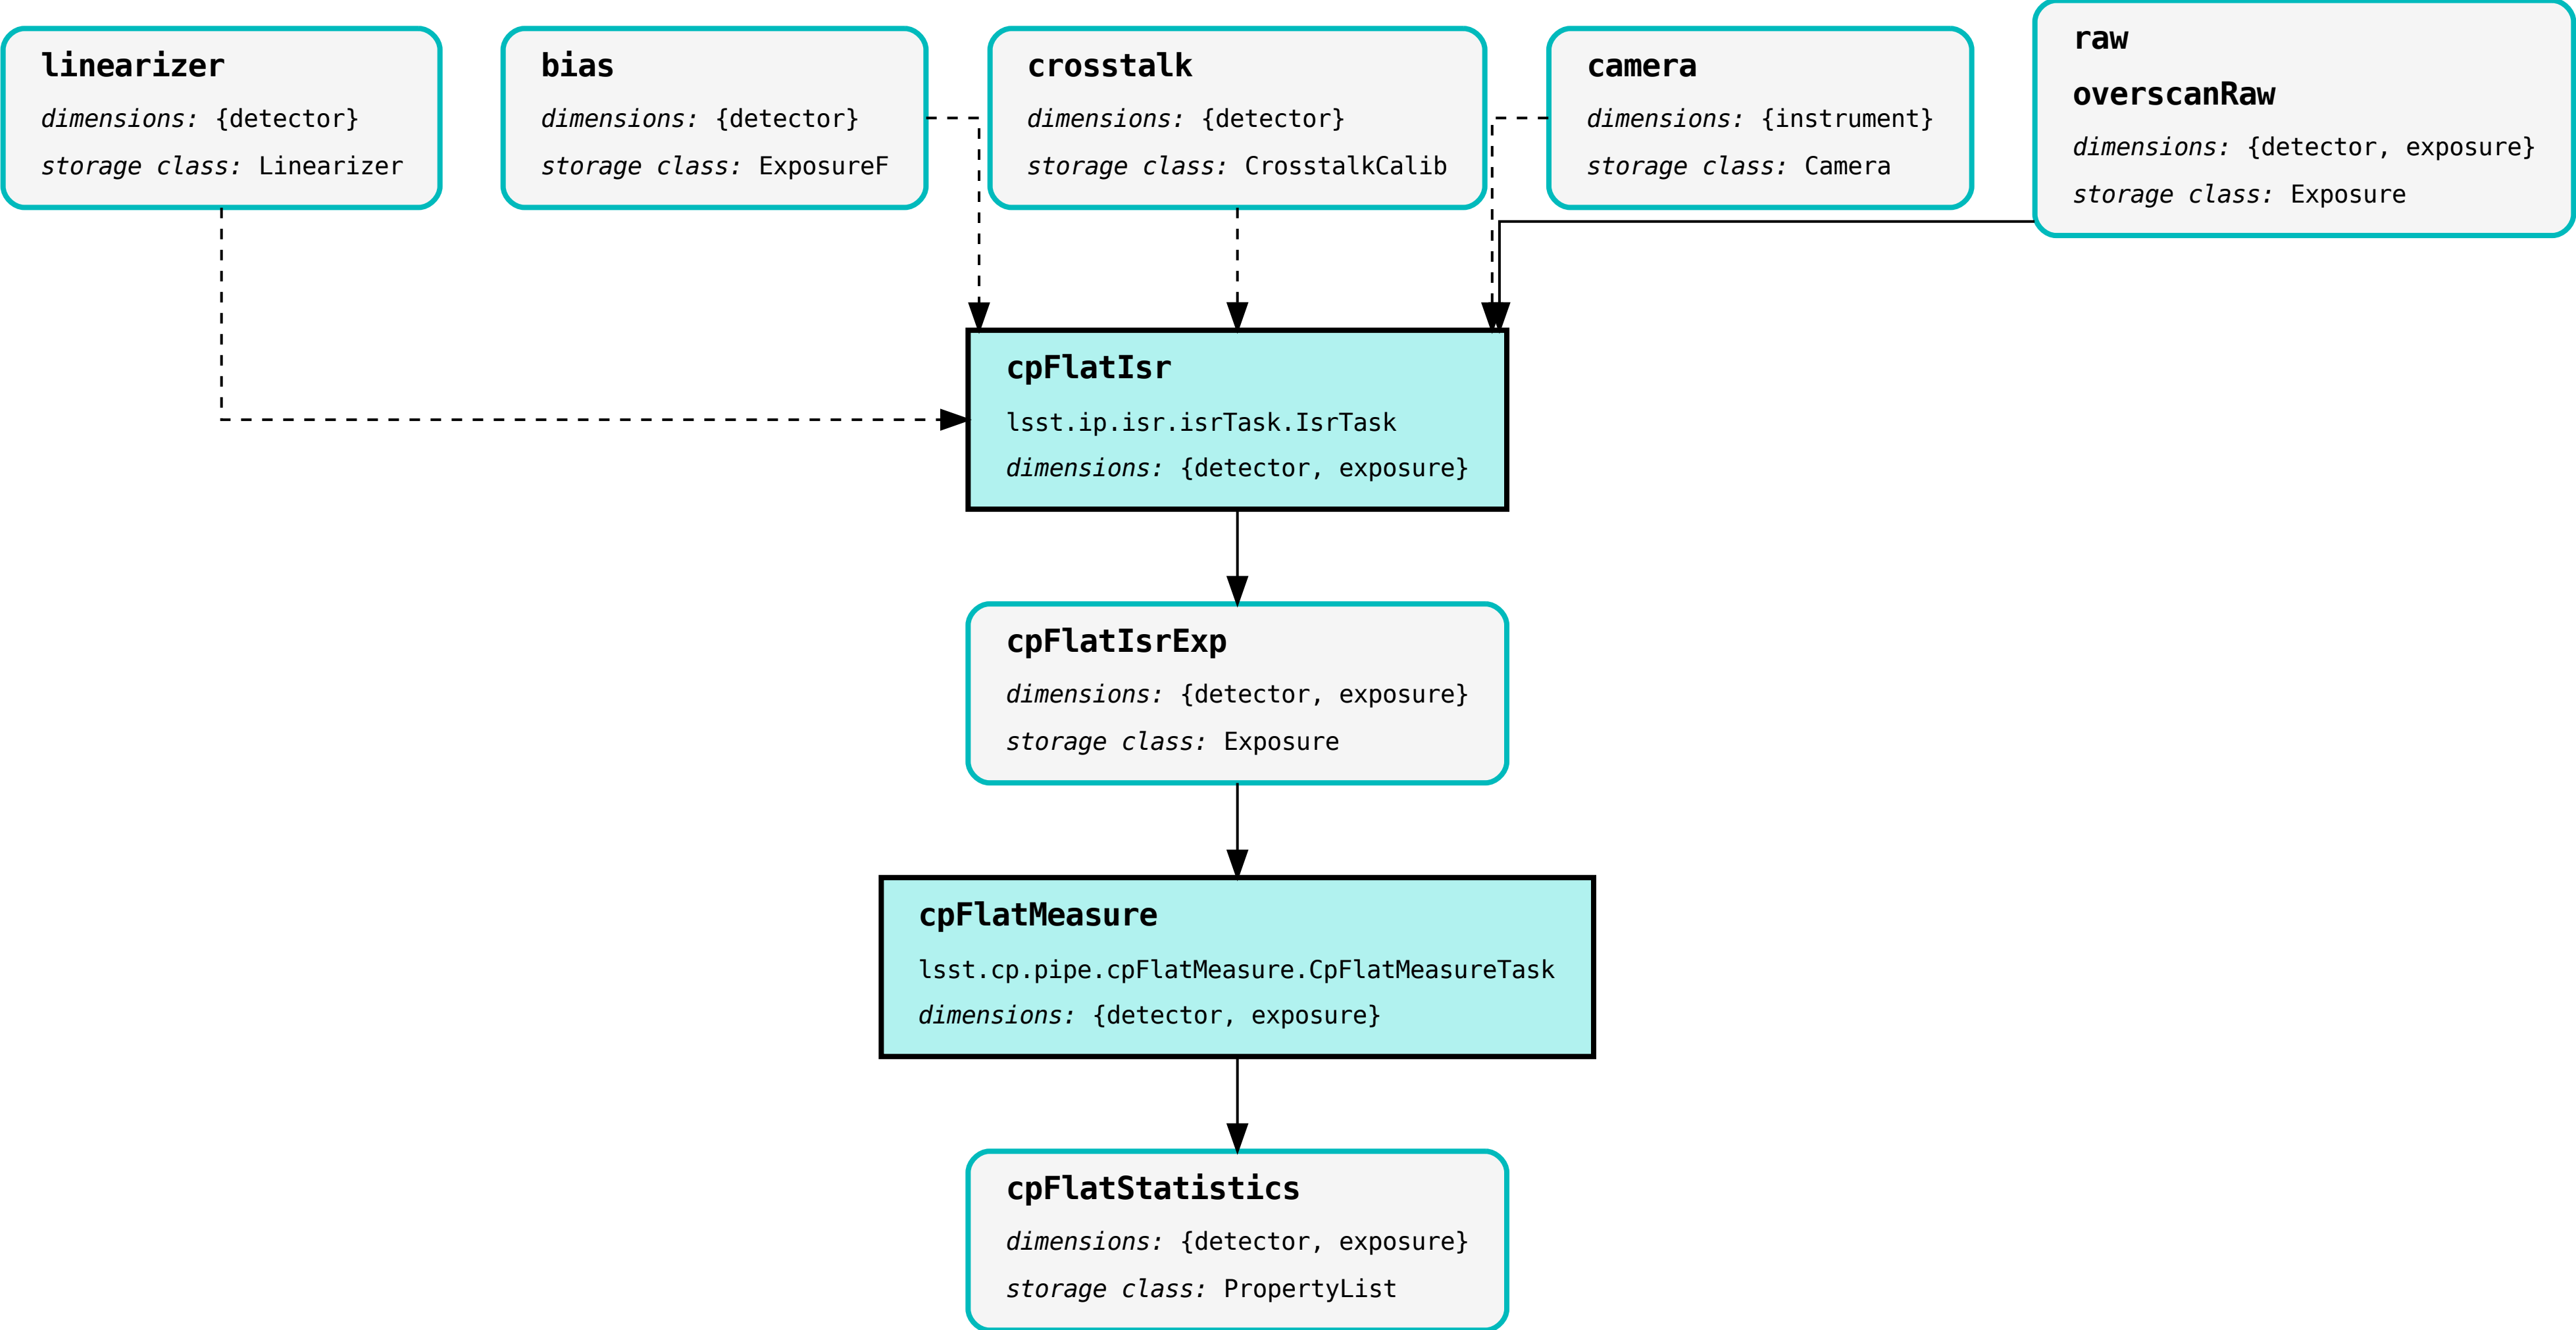 linearizer
dimensions: {detector}
storage class: Linearizer
bias
dimensions: {detector}
storage class: ExposureF
crosstalk
dimensions: {detector}
storage class: CrosstalkCalib
camera
dimensions: {instrument}
storage class: Camera
raw
overscanRaw
dimensions: {detector, exposure}
storage class: Exposure
cpFlatIsr
lsst.ip.isr.isrTask.IsrTask
dimensions: {detector, exposure}
cpFlatIsrExp
dimensions: {detector, exposure}
storage class: Exposure
cpFlatMeasure
lsst.cp.pipe.cpFlatMeasure.CpFlatMeasureTask
dimensions: {detector, exposure}
cpFlatStatistics
dimensions: {detector, exposure}
storage class: PropertyList